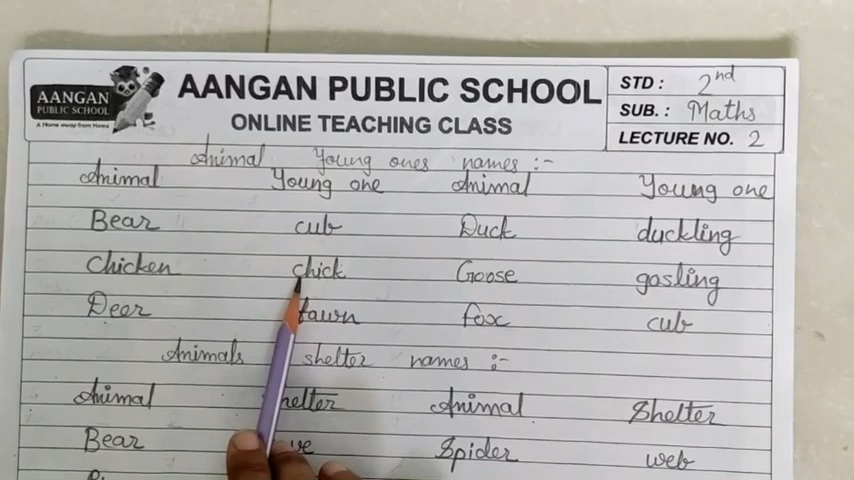 AANGAN
PUBLIC SCHOOL
A Home away from Home
AANGAN PUBLIC SCHOOL
ONLINE TEACHING CLASS
STD : 2nd
SUB. : Maths
LECTURE NO. 2
Animal Young ones names :-
Animal Young one Animal Young one
Bear cub Duck duckling
Chicken chick Goose gosling
Deer fawn fox cub
Animals shelter names :-
Animal helter Animal Shelter
Bear ve Spider web